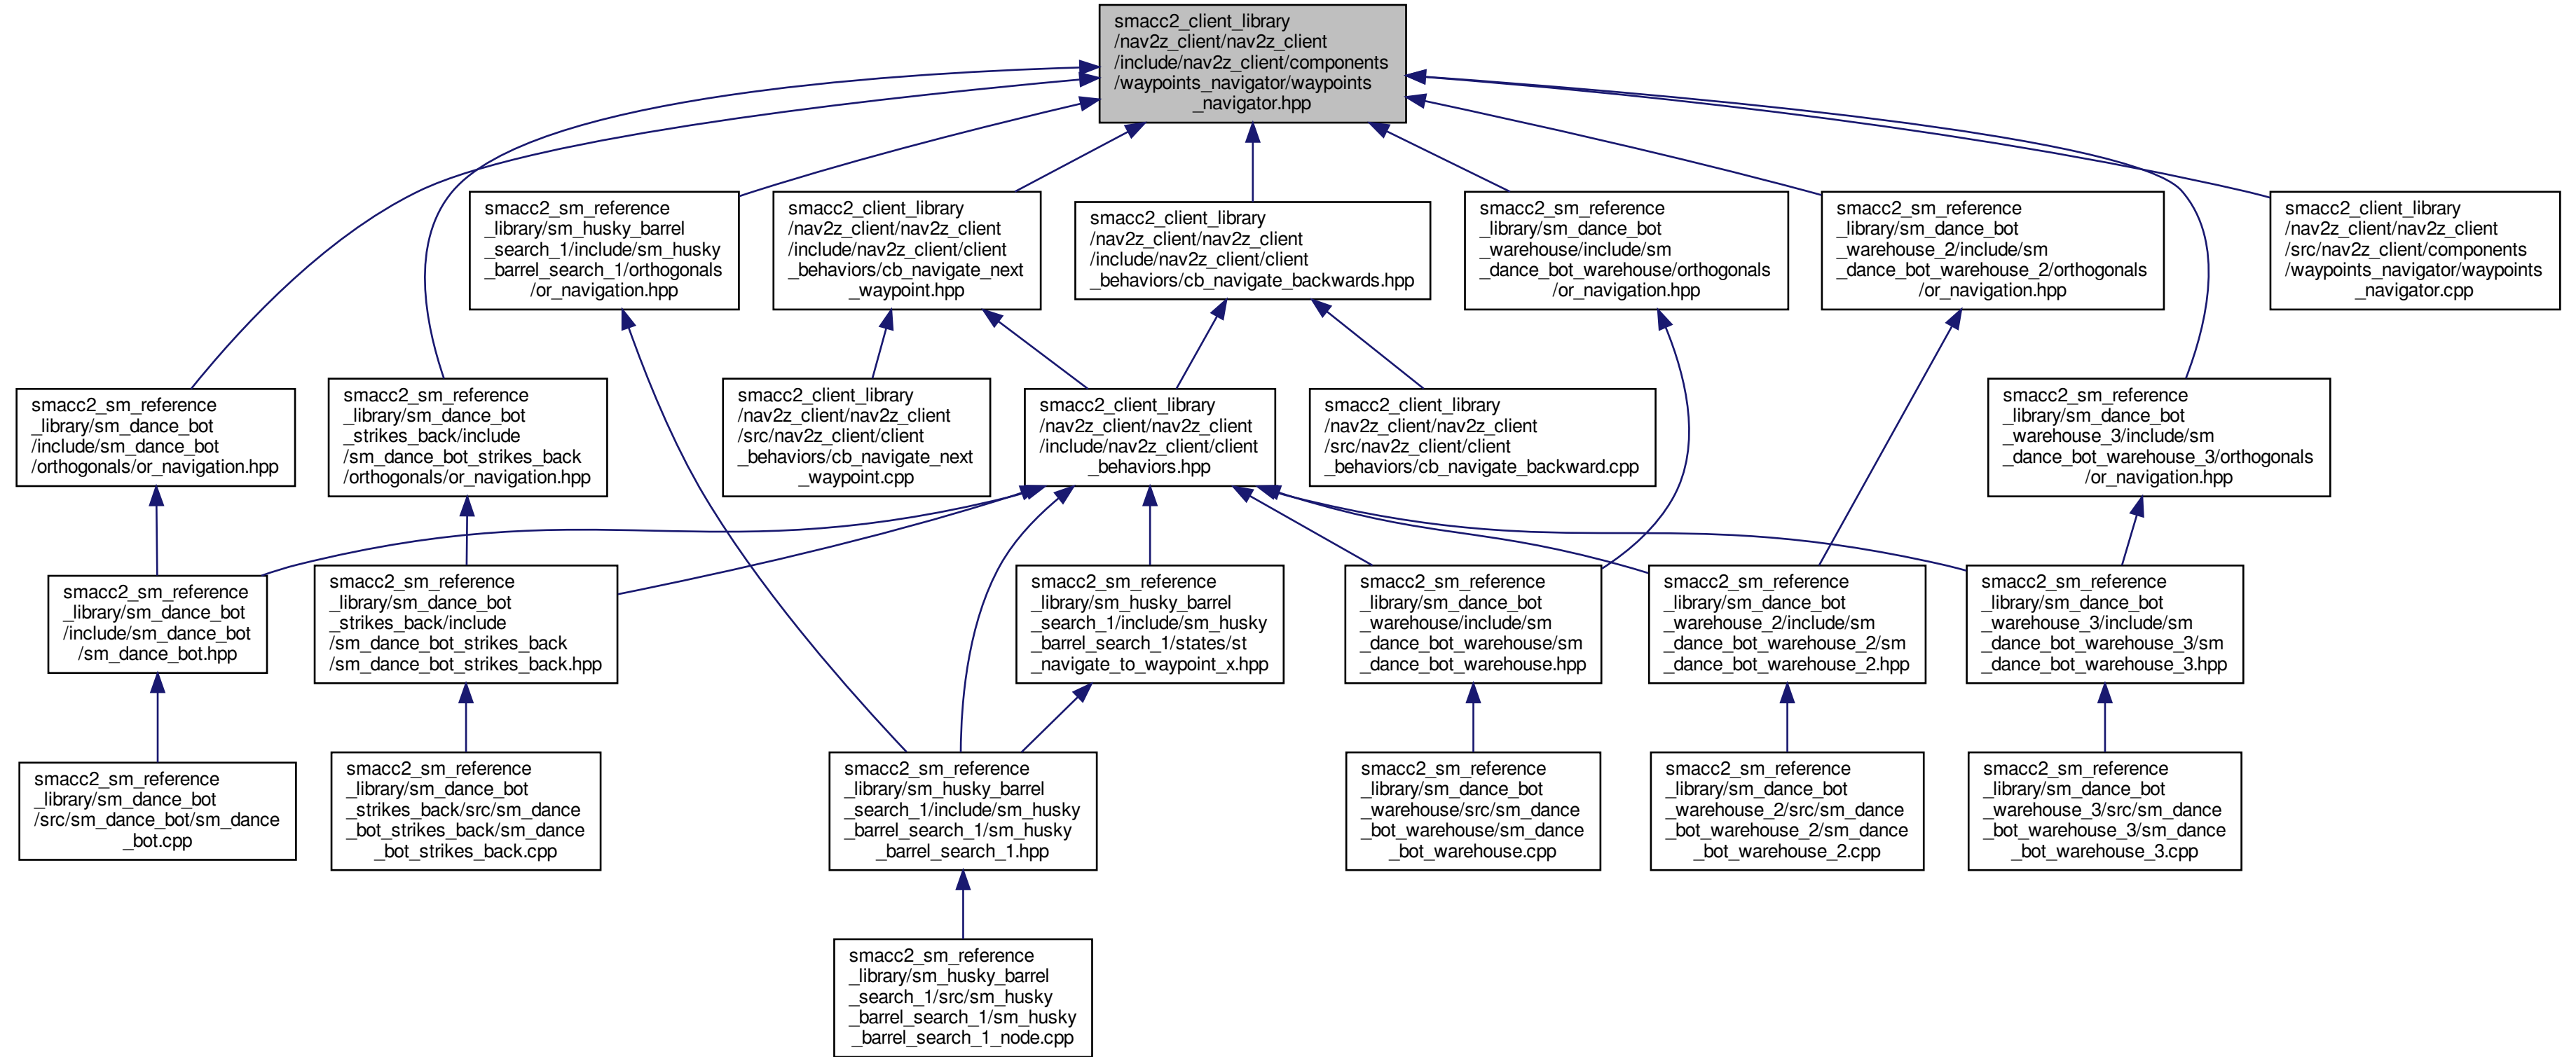 smacc2_client_library
/nav2z_client/nav2z_client
/include/nav2z_client/components
/waypoints_navigator/waypoints
_navigator.hpp
smacc2_sm_reference
_library/sm_husky_barrel
_search_1/include/sm_husky
_barrel_search_1/orthogonals
/or_navigation.hpp
smacc2_client_library
/nav2z_client/nav2z_client
/include/nav2z_client/client
_behaviors/cb_navigate_next
_waypoint.hpp
smacc2_client_library
/nav2z_client/nav2z_client
/include/nav2z_client/client
_behaviors/cb_navigate_backwards.hpp
smacc2_sm_reference
_library/sm_dance_bot
_warehouse/include/sm
_dance_bot_warehouse/orthogonals
/or_navigation.hpp
smacc2_sm_reference
_library/sm_dance_bot
_warehouse_2/include/sm
_dance_bot_warehouse_2/orthogonals
/or_navigation.hpp
smacc2_client_library
/nav2z_client/nav2z_client
/src/nav2z_client/components
/waypoints_navigator/waypoints
_navigator.cpp
smacc2_sm_reference
_library/sm_dance_bot
/include/sm_dance_bot
/orthogonals/or_navigation.hpp
smacc2_sm_reference
_library/sm_dance_bot
_strikes_back/include
/sm_dance_bot_strikes_back
/orthogonals/or_navigation.hpp
smacc2_client_library
/nav2z_client/nav2z_client
/src/nav2z_client/client
_behaviors/cb_navigate_next
_waypoint.cpp
smacc2_client_library
/nav2z_client/nav2z_client
/include/nav2z_client/client
_behaviors.hpp
smacc2_client_library
/nav2z_client/nav2z_client
/src/nav2z_client/client
_behaviors/cb_navigate_backward.cpp
smacc2_sm_reference
_library/sm_dance_bot
_warehouse_3/include/sm
_dance_bot_warehouse_3/orthogonals
/or_navigation.hpp
smacc2_sm_reference
_library/sm_dance_bot
/include/sm_dance_bot
/sm_dance_bot.hpp
smacc2_sm_reference
_library/sm_dance_bot
_strikes_back/include
/sm_dance_bot_strikes_back
/sm_dance_bot_strikes_back.hpp
smacc2_sm_reference
_library/sm_husky_barrel
_search_1/include/sm_husky
_barrel_search_1/states/st
_navigate_to_waypoint_x.hpp
smacc2_sm_reference
_library/sm_dance_bot
_warehouse/include/sm
_dance_bot_warehouse/sm
_dance_bot_warehouse.hpp
smacc2_sm_reference
_library/sm_dance_bot
_warehouse_2/include/sm
_dance_bot_warehouse_2/sm
_dance_bot_warehouse_2.hpp
smacc2_sm_reference
_library/sm_dance_bot
_warehouse_3/include/sm
_dance_bot_warehouse_3/sm
_dance_bot_warehouse_3.hpp
smacc2_sm_reference
_library/sm_dance_bot
/src/sm_dance_bot/sm_dance
_bot.cpp
smacc2_sm_reference
_library/sm_dance_bot
_strikes_back/src/sm_dance
_bot_strikes_back/sm_dance
_bot_strikes_back.cpp
smacc2_sm_reference
_library/sm_husky_barrel
_search_1/include/sm_husky
_barrel_search_1/sm_husky
_barrel_search_1.hpp
smacc2_sm_reference
_library/sm_dance_bot
_warehouse/src/sm_dance
_bot_warehouse/sm_dance
_bot_warehouse.cpp
smacc2_sm_reference
_library/sm_dance_bot
_warehouse_2/src/sm_dance
_bot_warehouse_2/sm_dance
_bot_warehouse_2.cpp
smacc2_sm_reference
_library/sm_dance_bot
_warehouse_3/src/sm_dance
_bot_warehouse_3/sm_dance
_bot_warehouse_3.cpp
smacc2_sm_reference
_library/sm_husky_barrel
_search_1/src/sm_husky
_barrel_search_1/sm_husky
_barrel_search_1_node.cpp